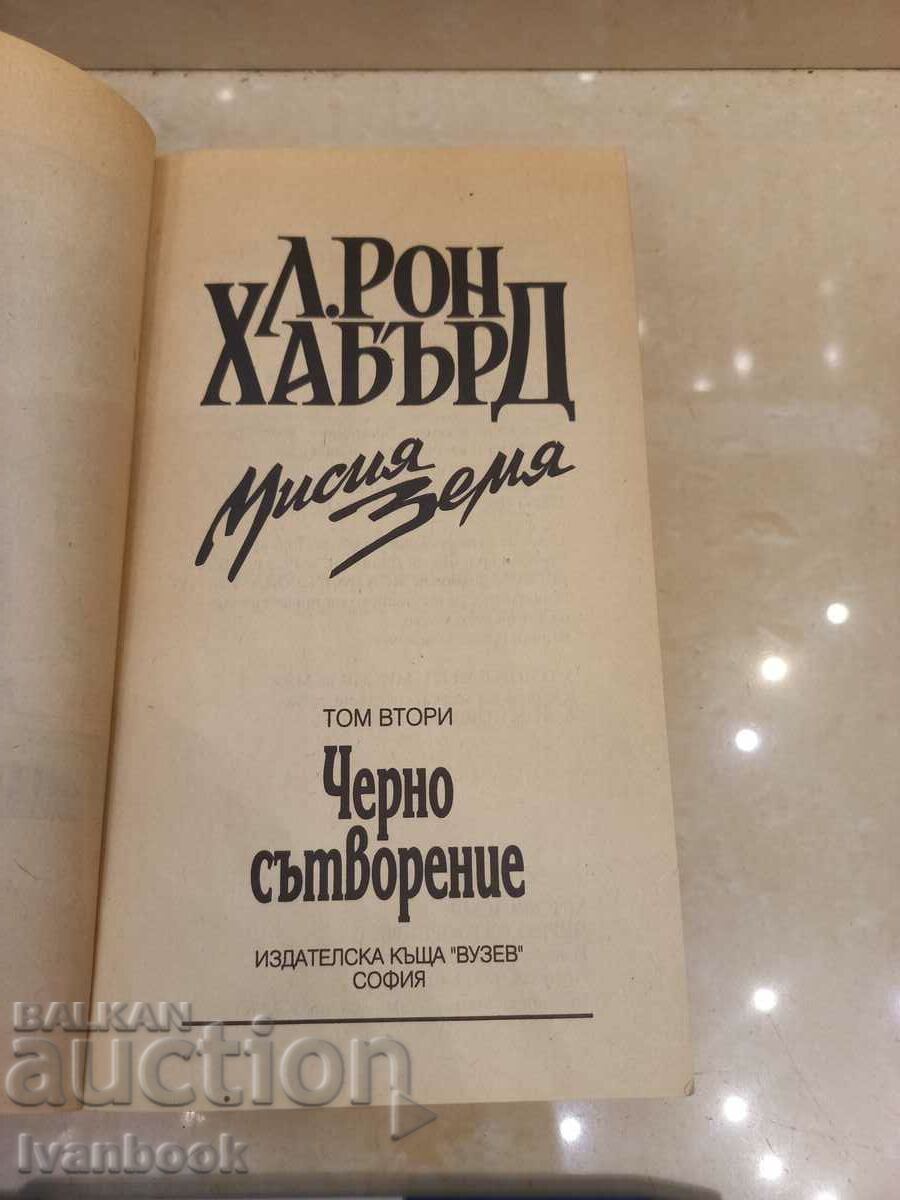 Л. РОН
ХАБЪРД
Мисия
Земя
ТОМ ВТОРИ
Черно
сътворение
ИЗДАТЕЛСКА КЪЩА "ВУЗЕВ"
СОФИЯ
BALKAN
auction
Ivanbook